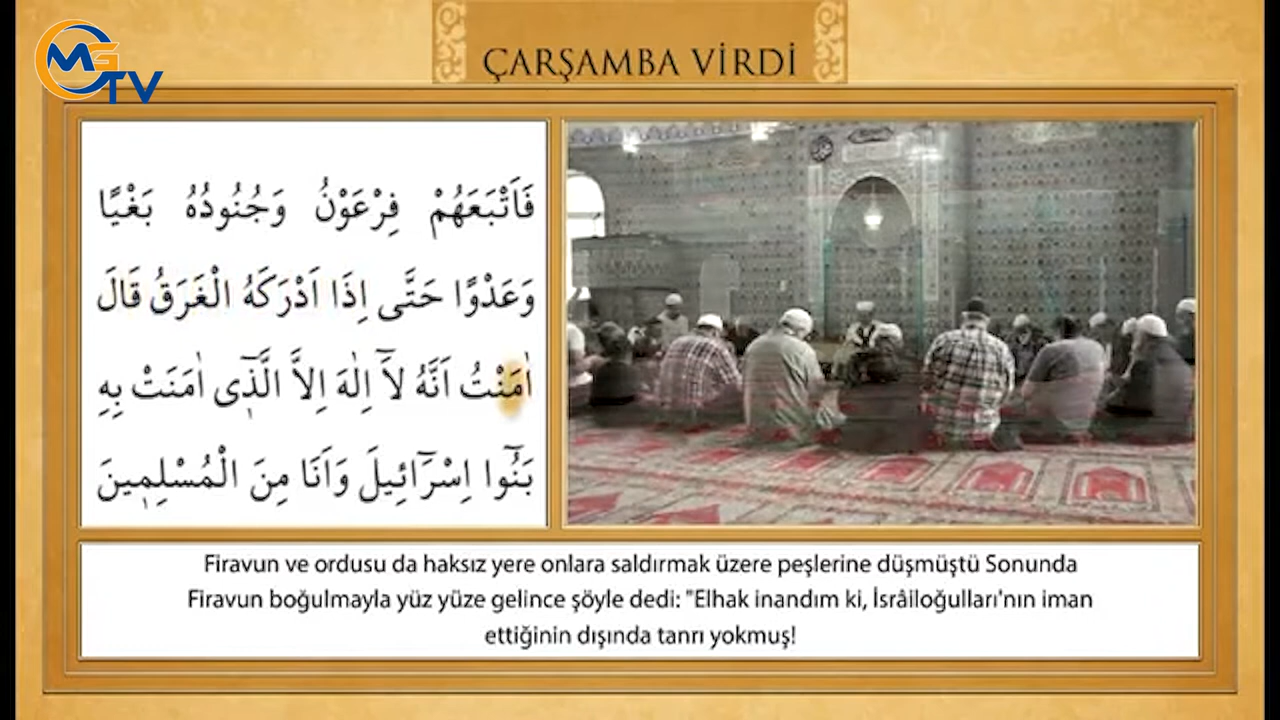 MG TV
ÇARŞAMBA VİRDİ
فَاَتْبَعَهُمْ فِرْعَوْنُ وَجُنُودُهُ بَغْيًا
وَعَدْوًا حَتَّى اِذَا اَدْرَكَهُ الْغَرَقُ قَالَ
اٰمَنْتُ اَنَّهُ لَٓا اِلٰهَ اِلاَّ الَّذٖٓى اٰمَنَتْ بِهِ
بَنُٓوا اِسْرَٓائٖلَ وَاَنَا مِنَ الْمُسْلِمٖينَ
Firavun ve ordusu da haksız yere onlara saldırmak üzere peşlerine düşmüştü Sonunda
Firavun boğulmayla yüz yüze gelince şöyle dedi: "Elhak inandım ki, İsrâiloğulları'nın iman
ettiğinin dışında tanrı yokmuş!